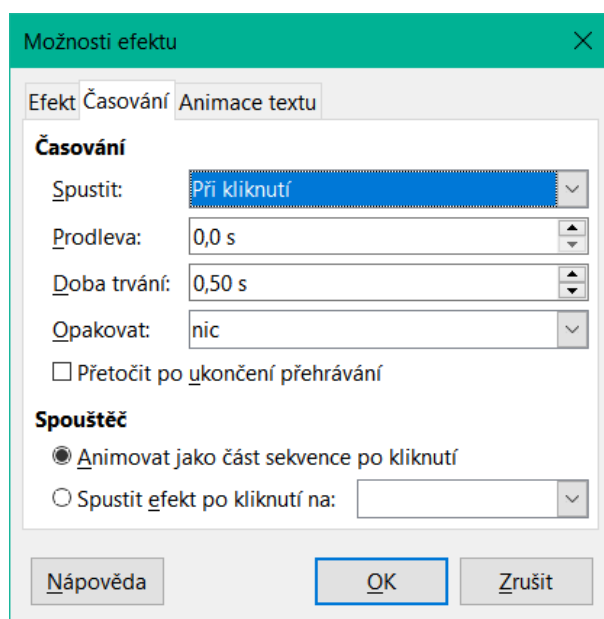 Možnosti efektu
Efekt Časování Animace textu
Časování
Spustit: Při kliknutí
Prodleva: 0,0 s
Doba trvání: 0,50 s
Opakovat: nic
Přetočit po ukončení přehrávání
Spouštěč
Animovat jako část sekvence po kliknutí
Spustit efekt po kliknutí na:
Nápověda OK Zrušit